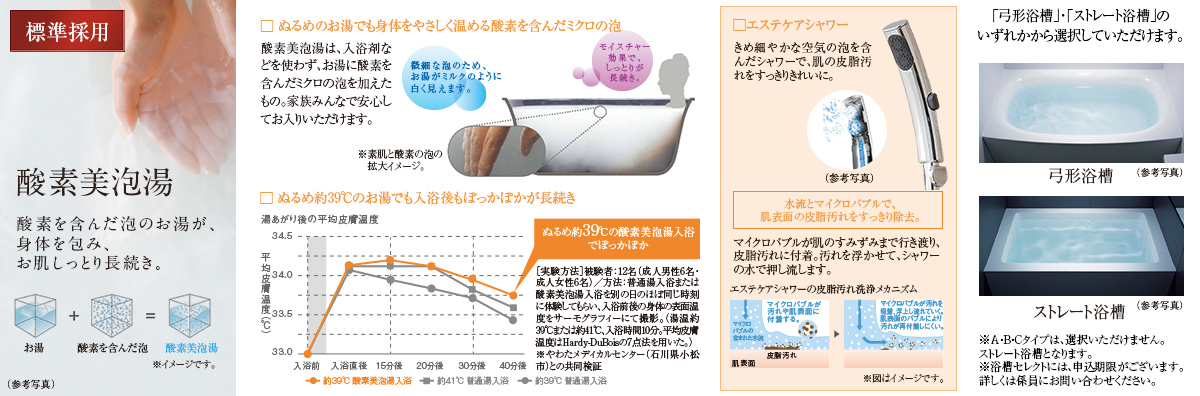 標準採用
酸素美泡湯
酸素を含んだ泡のお湯が、
身体を包み、
お肌しっとり長続き。
お湯
+
酸素を含んだ泡
=
酸素美泡湯
※イメージです。
（参考写真）
□ ぬるめのお湯でも身体をやさしく温める酸素を含んだミクロの泡
酸素美泡湯は、入浴剤な
どを使わず、お湯に酸素を
含んだミクロの泡を加えた
もの。家族みんなで安心し
てお入りいただけます。
微細な泡のため、
お湯がミルクのように
白く見えます。
モイスチャー
効果で、
しっとりが
長続き。
※素肌と酸素の泡の
拡大イメージ。
□ ぬるめ約39℃のお湯でも入浴後もぽっかぽかが長続き
湯あがり後の平均皮膚温度
平均皮膚温度(℃)
34.5
34.0
33.5
33.0
入浴前 入浴直後 15分後 20分後 30分後 40分後
約39℃ 酸素美泡湯入浴 約41℃ 普通湯入浴 約39℃ 普通湯入浴
ぬるめ約39℃の酸素美泡湯入浴
でぽっかぽか
［実験方法］被験者：12名（成人男性6名・
成人女性6名）／方法：普通湯入浴または
酸素美泡湯入浴を別の日のほぼ同じ時刻
に体験してもらい、入浴前後の身体の表面温
度をサーモグラフィーにて撮影。（湯温約
39℃または約41℃、入浴時間10分。平均皮膚
温度はHardy-DuBoisの7点法を用いた。）
※やわたメディカルセンター（石川県小松
市）との共同検証
□エステケアシャワー
きめ細やかな空気の泡を含
んだシャワーで、肌の皮脂汚
れをすっきりきれいに。
（参考写真）
水流とマイクロバブルで、
肌表面の皮脂汚れをすっきり除去。
マイクロバブルが肌のすみずみまで行き渡り、
皮脂汚れに付着。汚れを浮かせて、シャワー
の水で押し流します。
エステケアシャワーの皮脂汚れ洗浄メカニズム
マイクロバブルが
汚れや肌表面に
付着する。
マイクロ
バブルの
含まれた水流
肌表面
皮脂汚れ
マイクロバブルが汚れを
吸着、浮上し流れていく。
肌表面のバブルにより
汚れが再付着しにくい。
※図はイメージです。
「弓形浴槽」・「ストレート浴槽」の
いずれかから選択していただけます。
弓形浴槽 （参考写真）
ストレート浴槽 （参考写真）
※A・B・Cタイプは、選択いただけません。
ストレート浴槽となります。
※浴槽セレクトには、申込期限がございます。
詳しくは係員にお問い合わせください。